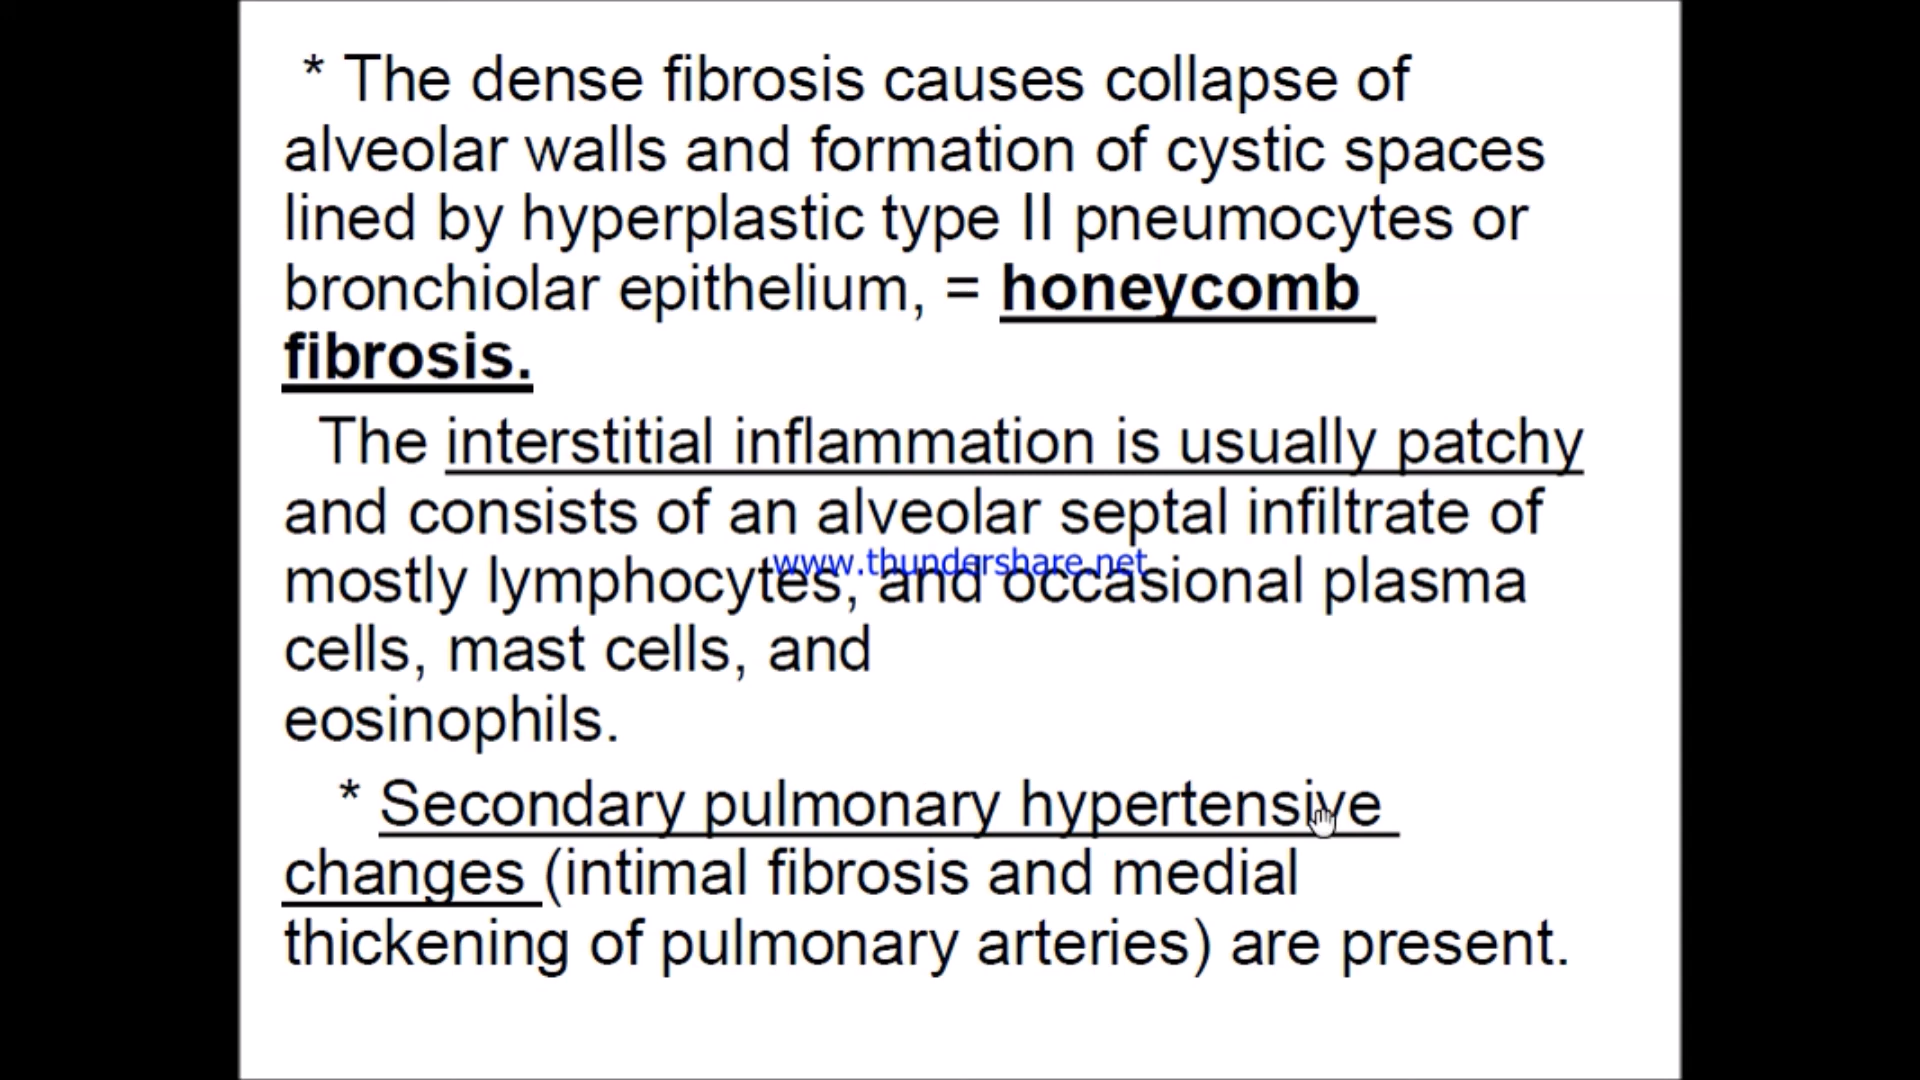 * The dense fibrosis causes collapse of
alveolar walls and formation of cystic spaces
lined by hyperplastic type II pneumocytes or
bronchiolar epithelium, = honeycomb
fibrosis.
The interstitial inflammation is usually patchy
and consists of an alveolar septal infiltrate of
www.thundershare.net
mostly lymphocytes, and occasional plasma
cells, mast cells, and
eosinophils.
* Secondary pulmonary hypertensive
changes (intimal fibrosis and medial
thickening of pulmonary arteries) are present.